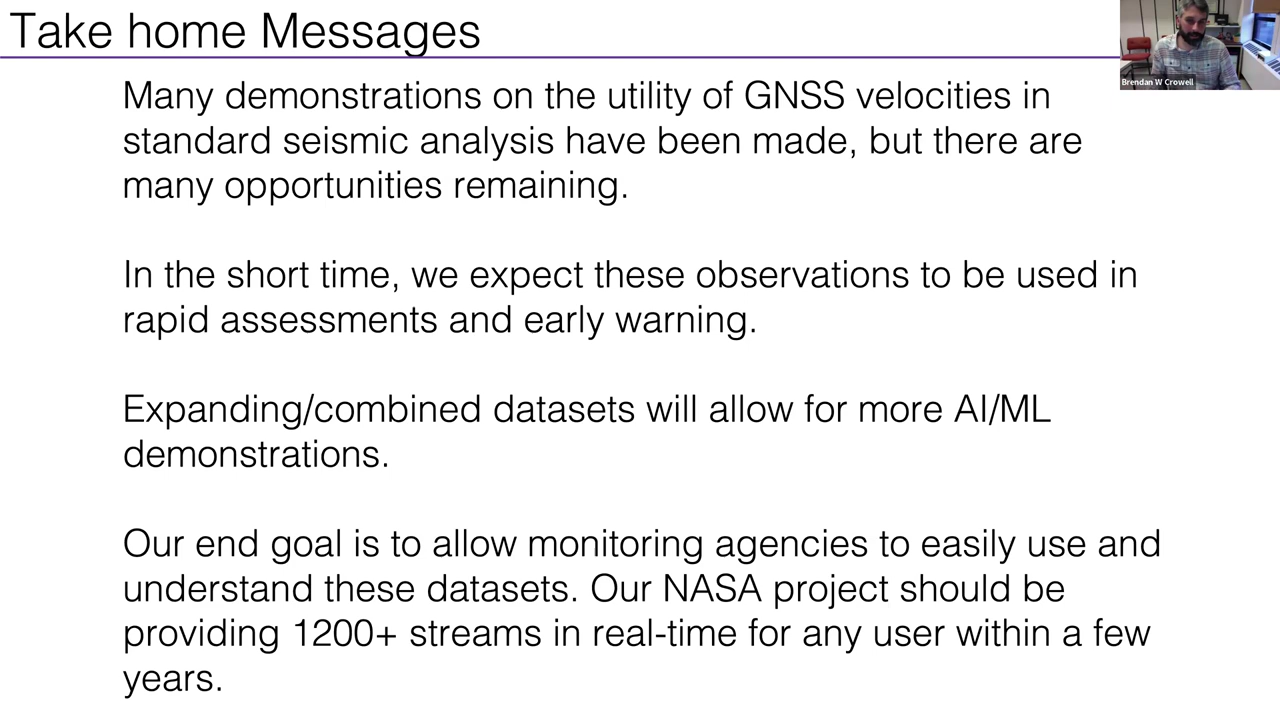 Take home Messages
Brendan W Crowell
Many demonstrations on the utility of GNSS velocities in
standard seismic analysis have been made, but there are
many opportunities remaining.
In the short time, we expect these observations to be used in
rapid assessments and early warning.
Expanding/combined datasets will allow for more AI/ML
demonstrations.
Our end goal is to allow monitoring agencies to easily use and
understand these datasets. Our NASA project should be
providing 1200+ streams in real-time for any user within a few
years.